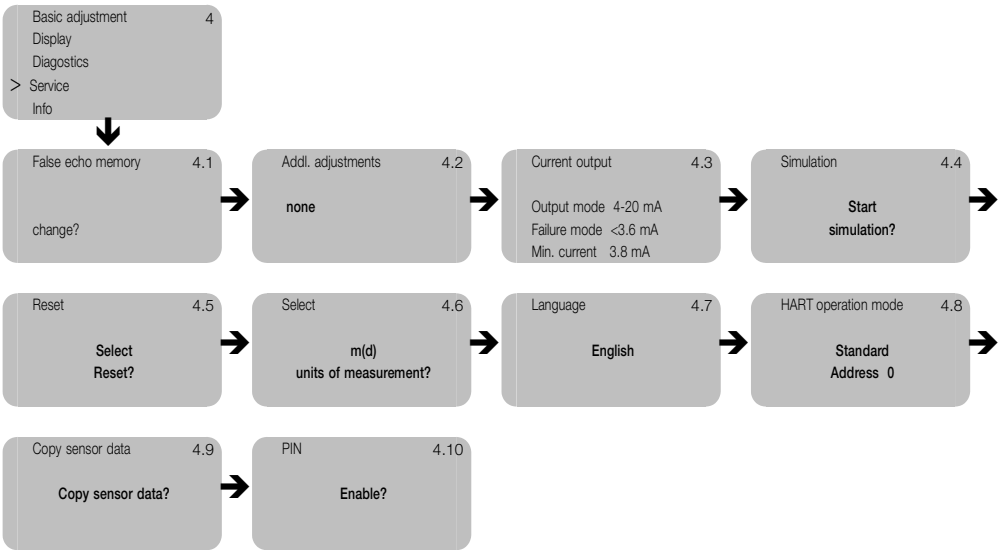 Basic adjustment 4
Display
Diagostics
> Service
Info
False echo memory 4.1
change?
Addl. adjustments 4.2
none
Current output 4.3
Output mode 4-20 mA
Failure mode <3.6 mA
Min. current 3.8 mA
Simulation 4.4
Start
simulation?
Reset 4.5
Select
Reset?
Select 4.6
m(d)
units of measurement?
Language 4.7
English
HART operation mode 4.8
Standard
Address 0
Copy sensor data 4.9
Copy sensor data?
PIN 4.10
Enable?